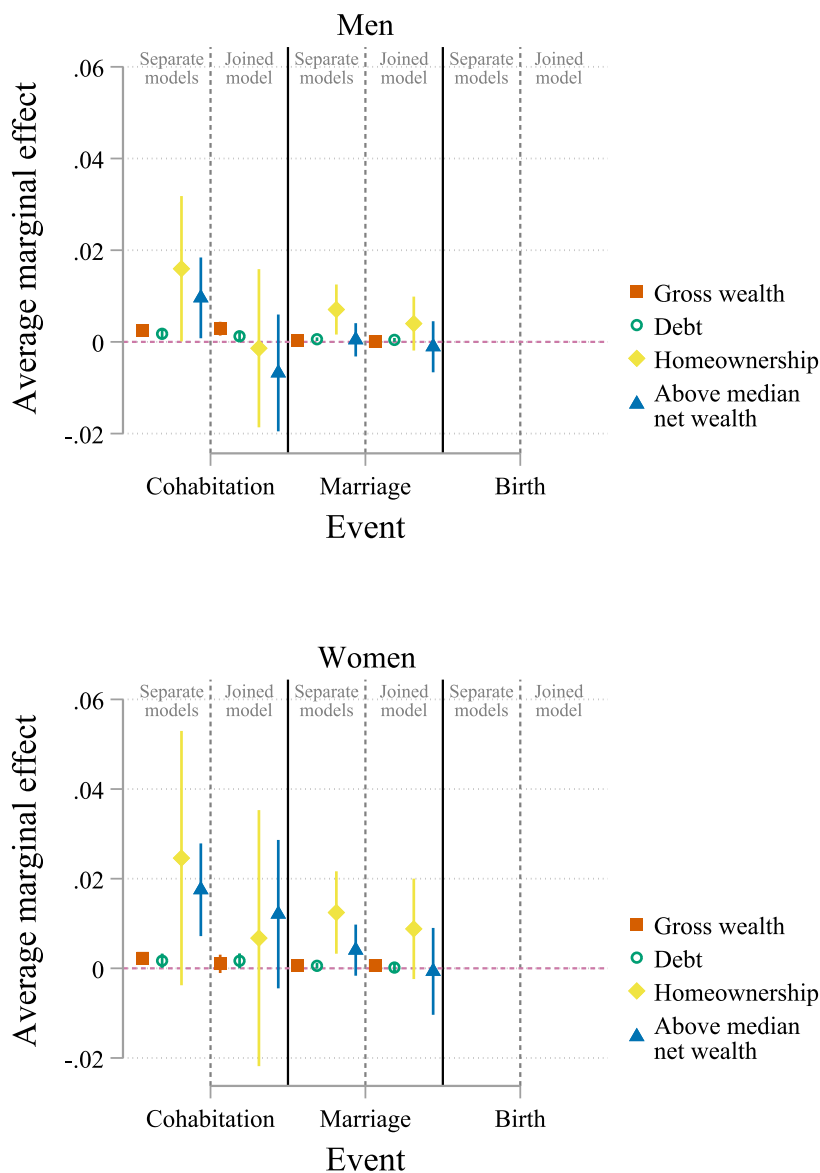 Men
Separate models
Joined model
Separate models
Joined model
Separate models
Joined model
Average marginal effect
.06
.04
.02
0
-.02
Cohabitation
Marriage
Birth
Event
Gross wealth
Debt
Homeownership
Above median
net wealth
Women
Separate models
Joined model
Separate models
Joined model
Separate models
Joined model
Average marginal effect
.06
.04
.02
0
-.02
Cohabitation
Marriage
Birth
Event
Gross wealth
Debt
Homeownership
Above median
net wealth